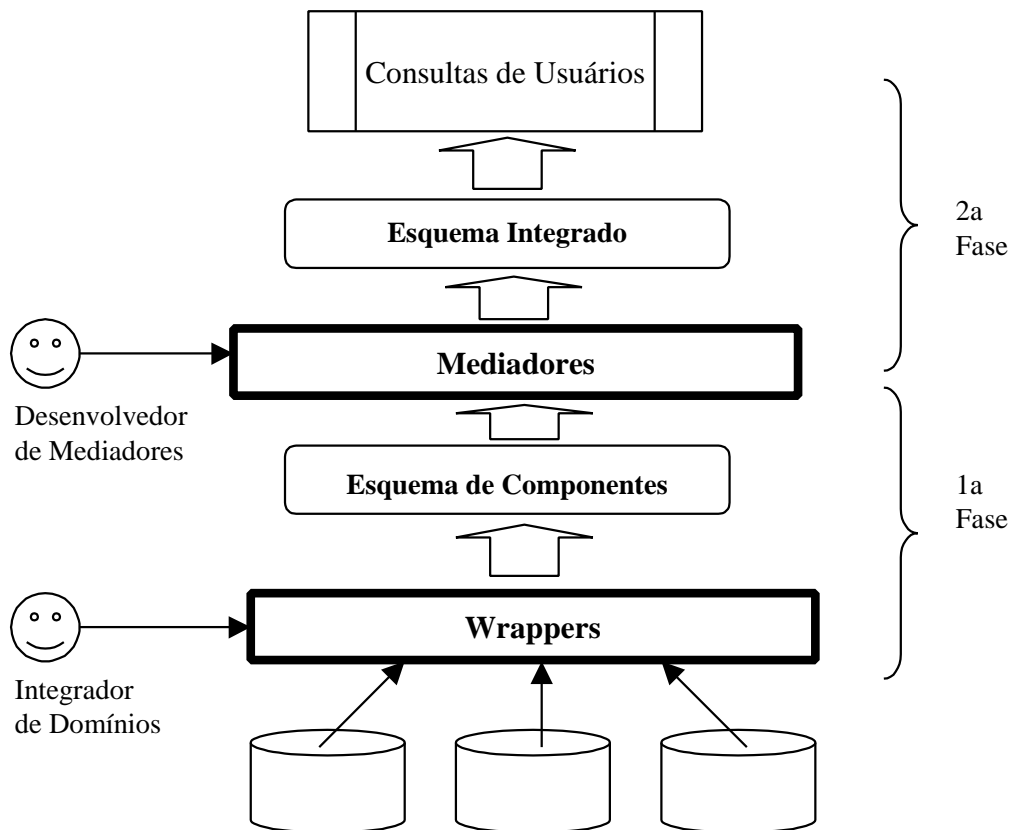 Consultas de Usuários
Esquema Integrado
2a
Fase
Mediadores
Desenvolvedor
de Mediadores
Esquema de Componentes
1a
Fase
Wrappers
Integrador
de Domínios